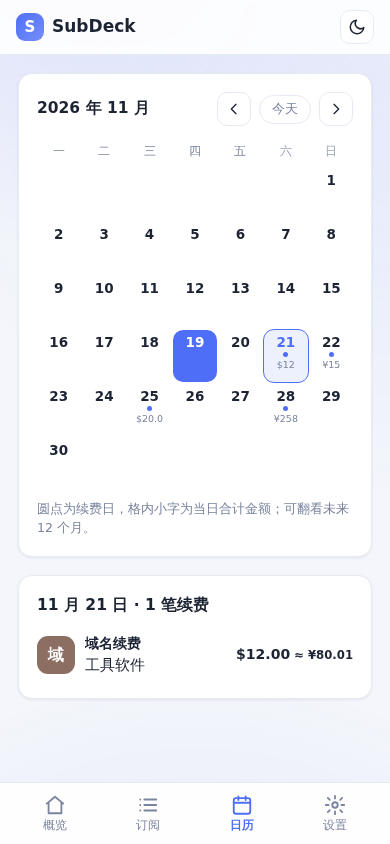 S SubDeck
2026 年 11 月 今天
一 二 三 四 五 六 日
1
2 3 4 5 6 7 8
9 10 11 12 13 14 15
16 17 18 19 20 21 22
$12 ¥15
23 24 25 26 27 28 29
$20.0 ¥258
30
圆点为续费日，格内小字为当日合计金额；可翻看未来
12 个月。
11 月 21 日 · 1 笔续费
域 域名续费
工具软件
$12.00 ≈ ¥80.01
概览 订阅 日历 设置